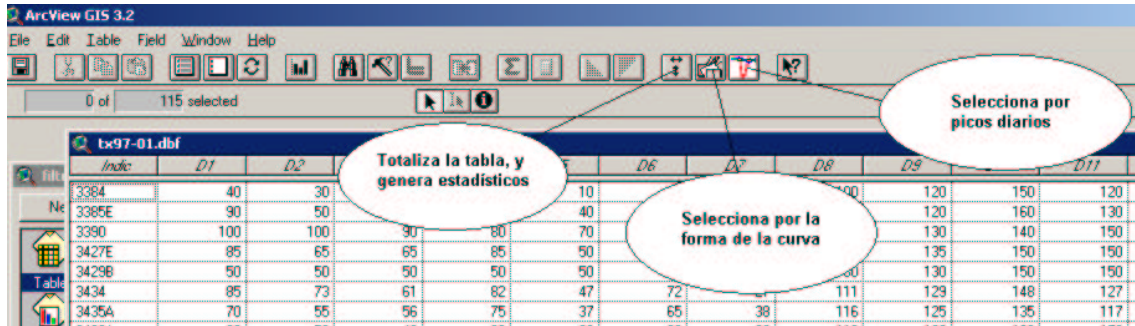 ArcView GIS 3.2
File Edit Table Field Window Help
0 of 115 selected
Selecciona por
picos diarios
tx97-01.dbf
Totaliza la tabla, y
genera estadísticos
Selecciona por la
forma de la curva
Indic D1 D2 D6 D7 D8 D9 D11
3384 40 30 10 100 120 150 120
3385E 90 50 40 120 160 130
3390 100 100 90 80 70 130 140 150
3427E 85 65 65 85 50 135 150 150
3429B 50 50 50 50 50 130 150 150
3434 85 73 61 82 47 72 111 129 148 127
3435A 70 55 56 75 37 65 38 116 125 135 117
Ne
Table